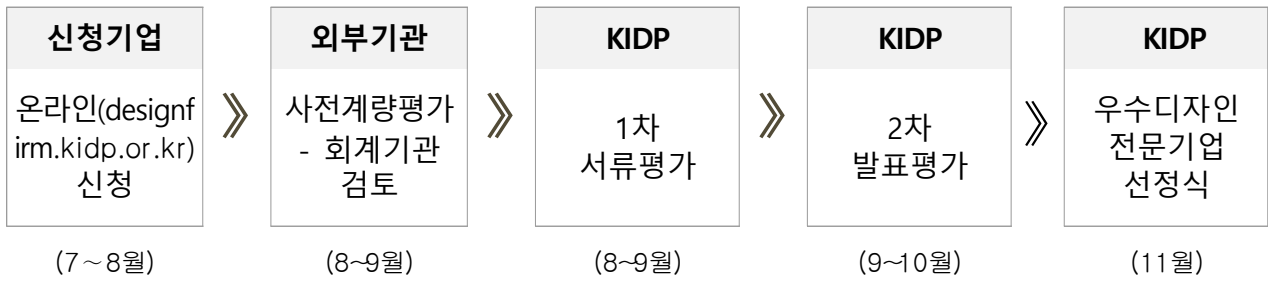 신청기업
온라인(designf
irm.kidp.or.kr)
신청
(7～8월)
외부기관
사전계량평가
- 회계기관
검토
(8~9월)
KIDP
1차
서류평가
(8~9월)
KIDP
2차
발표평가
(9~10월)
KIDP
우수디자인
전문기업
선정식
(11월)